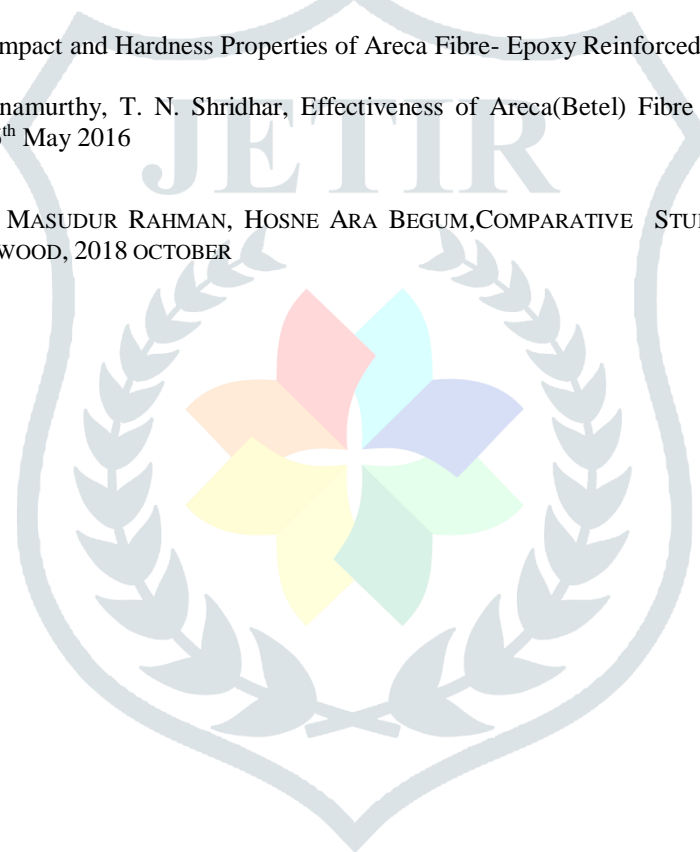 mpact and Hardness Properties of Areca Fibre- Epoxy Reinforced
namurthy, T. N. Shridhar, Effectiveness of Areca(Betel) Fibre
th May 2016
JETIR
MASUDUR RAHMAN, HOSNE ARA BEGUM,COMPARATIVE STU
WOOD, 2018 OCTOBER